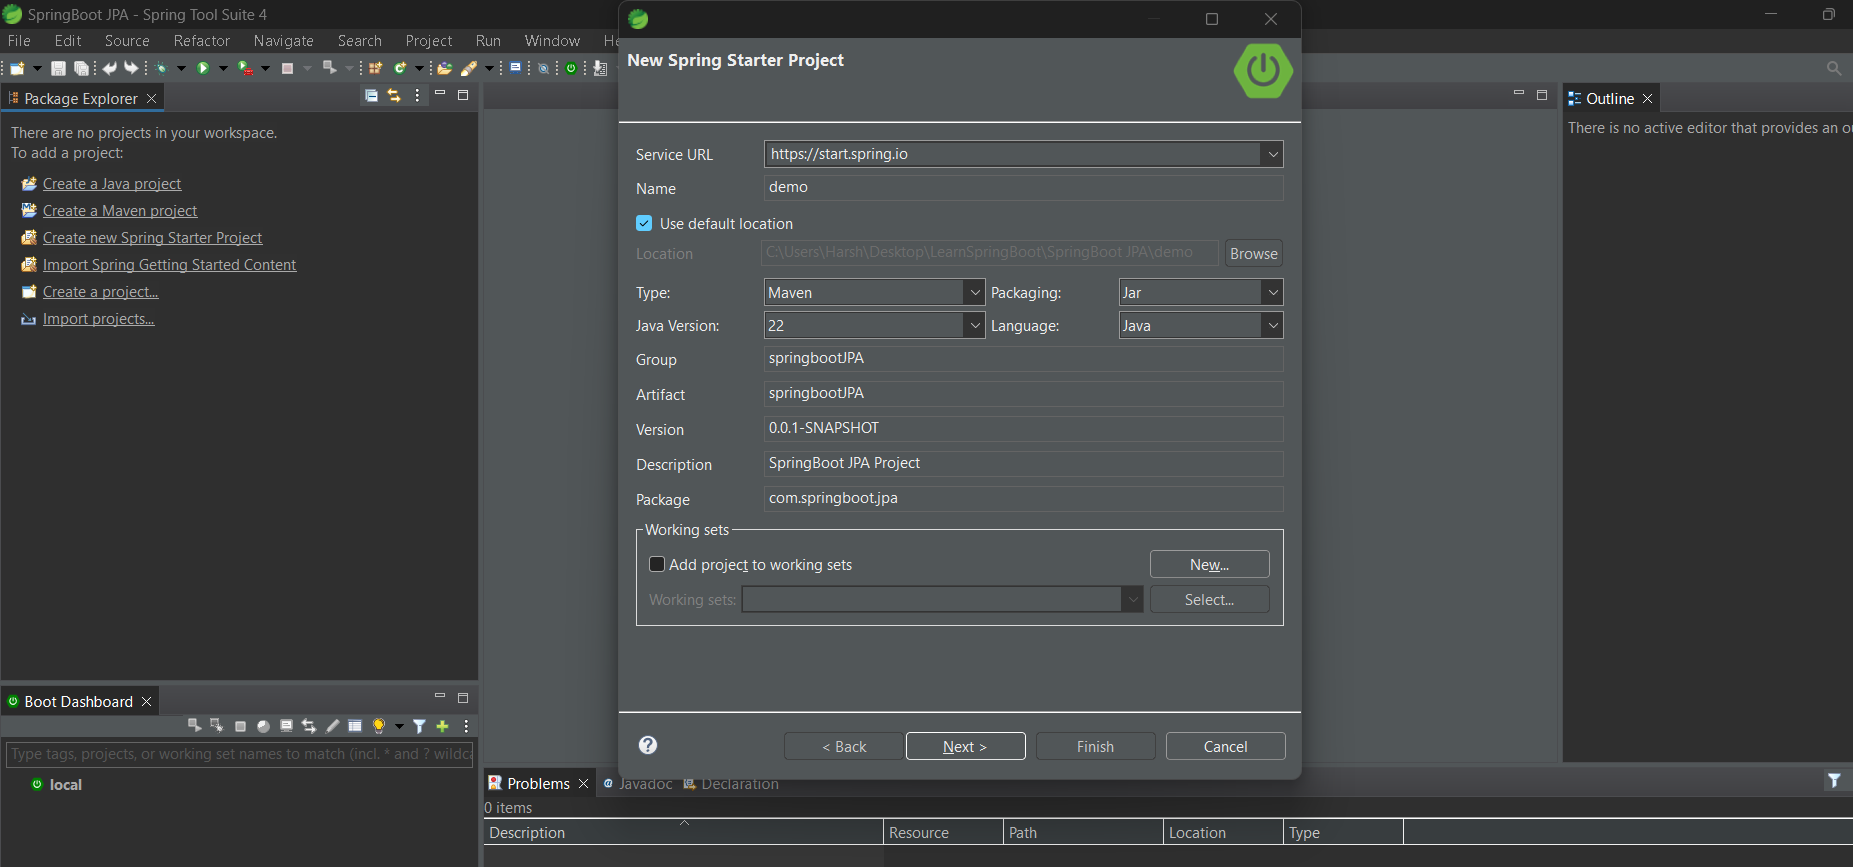 SpringBoot JPA - Spring Tool Suite 4
File Edit Source Refactor Navigate Search Project Run Window
Package Explorer
There are no projects in your workspace.
To add a project:
Create a Java project
Create a Maven project
Create new Spring Starter Project
Import Spring Getting Started Content
Create a project...
Import projects...
Boot Dashboard
Type tags, projects, or working set names to match (incl. * and ? wildca
local
New Spring Starter Project
Service URL https://start.spring.io
Name demo
Use default location
Location C:\Users\Harsh\Desktop\LearnSpringBoot\SpringBoot JPA\demo Browse
Type: Maven Packaging: Jar
Java Version: 22 Language: Java
Group springbootJPA
Artifact springbootJPA
Version 0.0.1-SNAPSHOT
Description SpringBoot JPA Project
Package com.springboot.jpa
Working sets
Add project to working sets New...
Working sets: Select...
< Back Next > Finish Cancel
Outline
There is no active editor that provides an o
Problems Javadoc Declaration
0 items
Description Resource Path Location Type